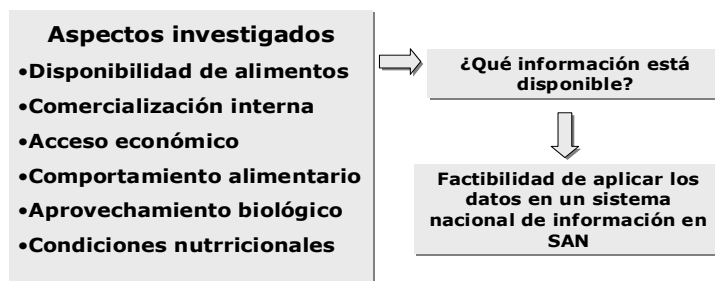 Aspectos investigados
•Disponibilidad de alimentos
•Comercialización interna
•Acceso económico
•Comportamiento alimentario
•Aprovechamiento biológico
•Condiciones nutrricionales
¿Qué información está
disponible?
Factibilidad de aplicar los
datos en un sistema
nacional de información en
SAN